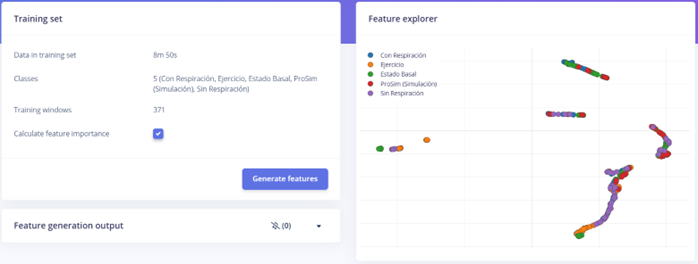 Training set
Data in training set 8m 50s
Classes 5 (Con Respiración, Ejercicio, Estado Basal, ProSim
(Simulación), Sin Respiración)
Training windows 371
Calculate feature importance
Generate features
Feature generation output (0)
Feature explorer
Con Respiración
Ejercicio
Estado Basal
ProSim (Simulación)
Sin Respiración